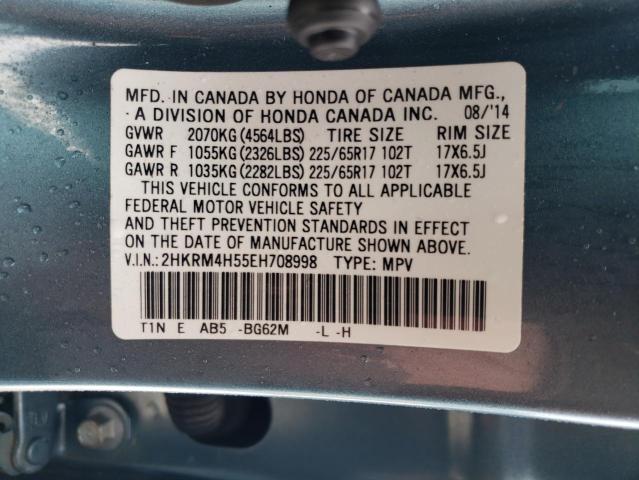 MFD. IN CANADA BY HONDA OF CANADA MFG.,
A DIVISION OF HONDA CANADA INC. 08/'14
GVWR 2070KG(4564LBS) TIRE SIZE RIM SIZE
GAWR F 1055KG(2326LBS) 225/65R17 102T 17X6.5J
GAWR R 1035KG(2282LBS) 225/65R17 102T 17X6.5J
THIS VEHICLE CONFORMS TO ALL APPLICABLE
FEDERAL MOTOR VEHICLE SAFETY
AND THEFT PREVENTION STANDARDS IN EFFECT
ON THE DATE OF MANUFACTURE SHOWN ABOVE.
V.I.N.:2HKRM4H55EH708998 TYPE: MPV
T1N E AB5 -BG62M -L -H